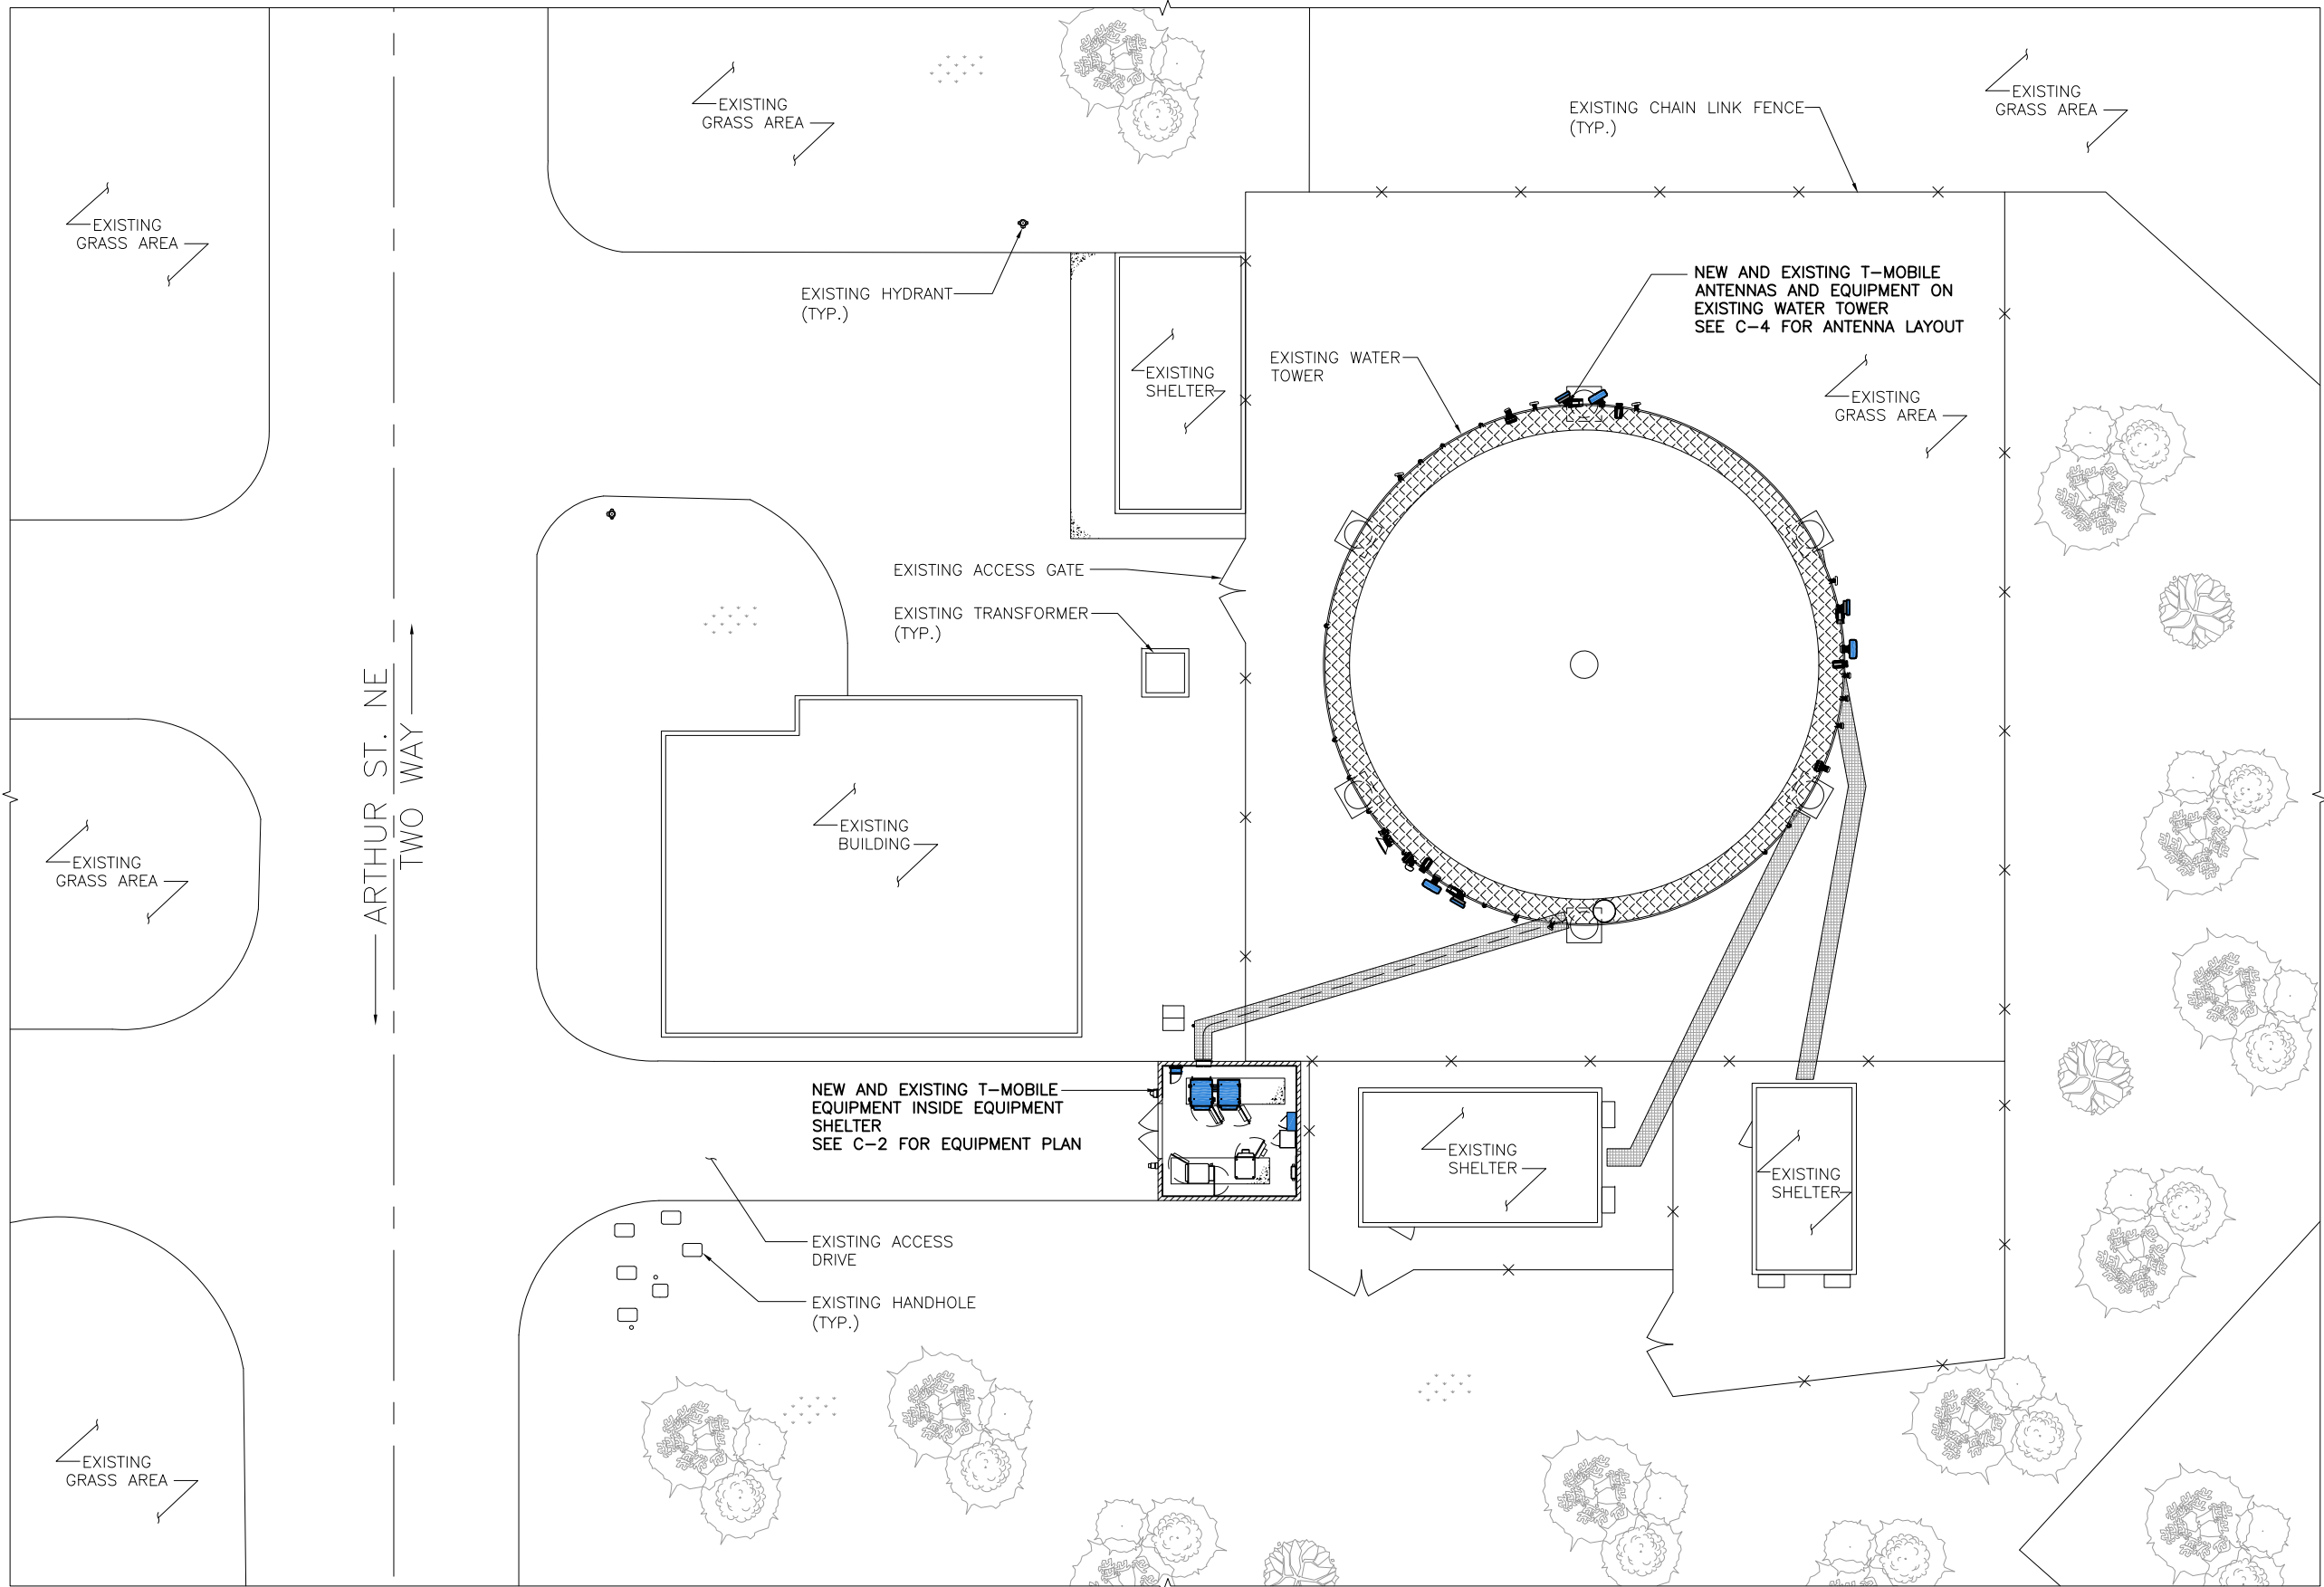 EXISTING
GRASS AREA
EXISTING CHAIN LINK FENCE
(TYP.)
EXISTING
GRASS AREA
EXISTING
GRASS AREA
EXISTING HYDRANT
(TYP.)
NEW AND EXISTING T-MOBILE
ANTENNAS AND EQUIPMENT ON
EXISTING WATER TOWER
SEE C-4 FOR ANTENNA LAYOUT
EXISTING WATER
TOWER
EXISTING
SHELTER
EXISTING
GRASS AREA
EXISTING ACCESS GATE
EXISTING TRANSFORMER
(TYP.)
ARTHUR ST. NE
TWO WAY
EXISTING
BUILDING
EXISTING
GRASS AREA
NEW AND EXISTING T-MOBILE
EQUIPMENT INSIDE EQUIPMENT
SHELTER
SEE C-2 FOR EQUIPMENT PLAN
EXISTING
SHELTER
EXISTING
SHELTER
EXISTING ACCESS
DRIVE
EXISTING HANDHOLE
(TYP.)
EXISTING
GRASS AREA